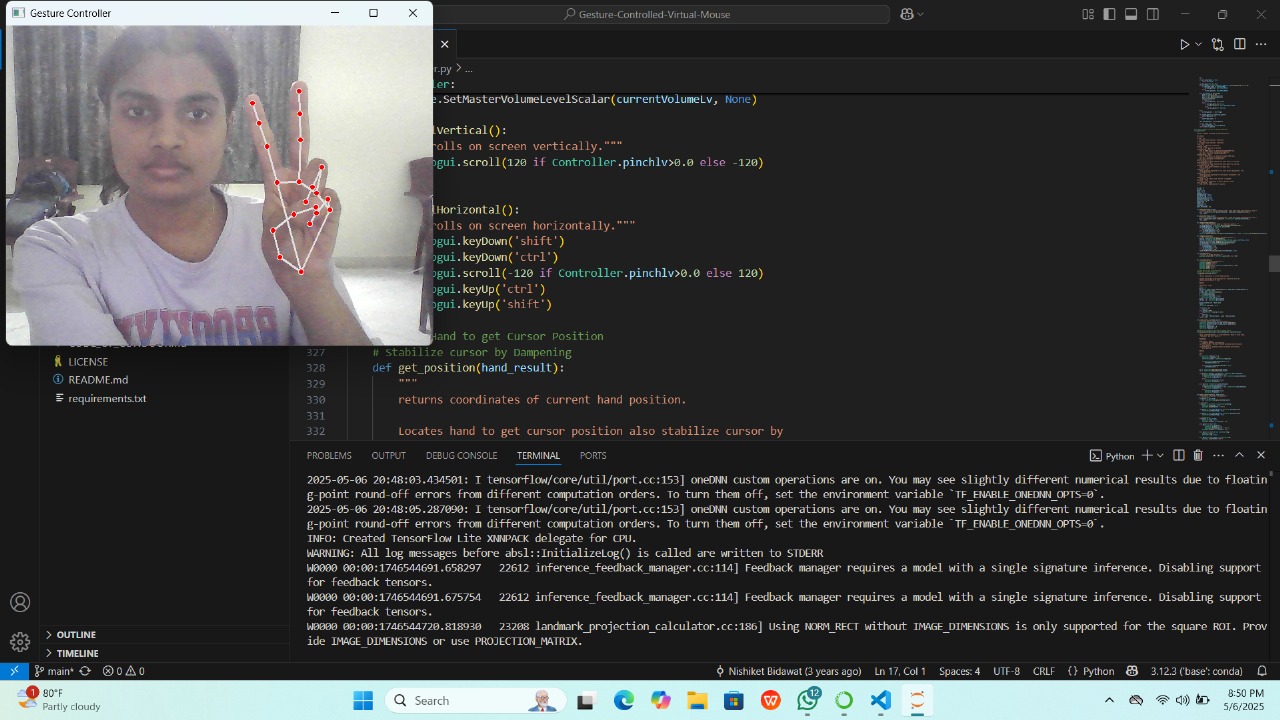 Gesture Controller
Gesture-Controlled-Virtual-Mouse
r.py > ...
ler:
e.SetMasterVolumeLevelScalar(currentVolumeLv, None)
lVertical():
rolls on screen vertically."""
ogui.scroll(120 if Controller.pinchlv>0.0 else -120)
lHorizontal():
rolls on screen horizontally."""
ogui.keyDown('shift')
ogui.keyDown('ctrl')
ogui.scroll(-120 if Controller.pinchlv>0.0 else 120)
ogui.keyUp('ctrl')
ogui.keyUp('shift')
and to get Cursor Position
327 # Stabilize cursor by Dampening
328 def get_position(hand_result):
329 """
330 returns coordinates of current hand position.
331
332 Locates hand to get cursor position also stabilize cursor by
LICENSE
README.md
requirements.txt
OUTLINE
TIMELINE
PROBLEMS OUTPUT DEBUG CONSOLE TERMINAL PORTS
Python
2025-05-06 20:48:03.434501: I tensorflow/core/util/port.cc:153] oneDNN custom operations are on. You may see slightly different numerical results due to floatin
g-point round-off errors from different computation orders. To turn them off, set the environment variable `TF_ENABLE_ONEDNN_OPTS=0`.
2025-05-06 20:48:05.287090: I tensorflow/core/util/port.cc:153] oneDNN custom operations are on. You may see slightly different numerical results due to floatin
g-point round-off errors from different computation orders. To turn them off, set the environment variable `TF_ENABLE_ONEDNN_OPTS=0`.
INFO: Created TensorFlow Lite XNNPACK delegate for CPU.
WARNING: All log messages before absl::InitializeLog() is called are written to STDERR
W0000 00:00:1746544691.658297 22612 inference_feedback_manager.cc:114] Feedback manager requires a model with a single signature inference. Disabling support
for feedback tensors.
W0000 00:00:1746544691.675754 22612 inference_feedback_manager.cc:114] Feedback manager requires a model with a single signature inference. Disabling support
for feedback tensors.
W0000 00:00:1746544720.818930 23208 landmark_projection_calculator.cc:186] Using NORM_RECT without IMAGE_DIMENSIONS is only supported for the square ROI. Prov
ide IMAGE_DIMENSIONS or use PROJECTION_MATRIX.
main* 0 0
Nishiket Bidawat (3 years ago) Ln 17, Col 1 Spaces: 4 UTF-8 CRLF {} Python 3.12.3 ('base': conda)
1
80°F
Partly cloudy
Search
12
8:50 PM
5/6/2025